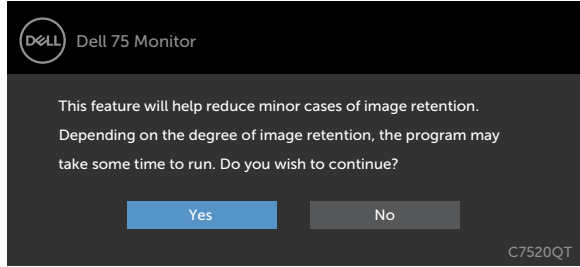 DELL
Dell 75 Monitor
This feature will help reduce minor cases of image retention.
Depending on the degree of image retention, the program may
take some time to run. Do you wish to continue?
Yes
No
C7520QT